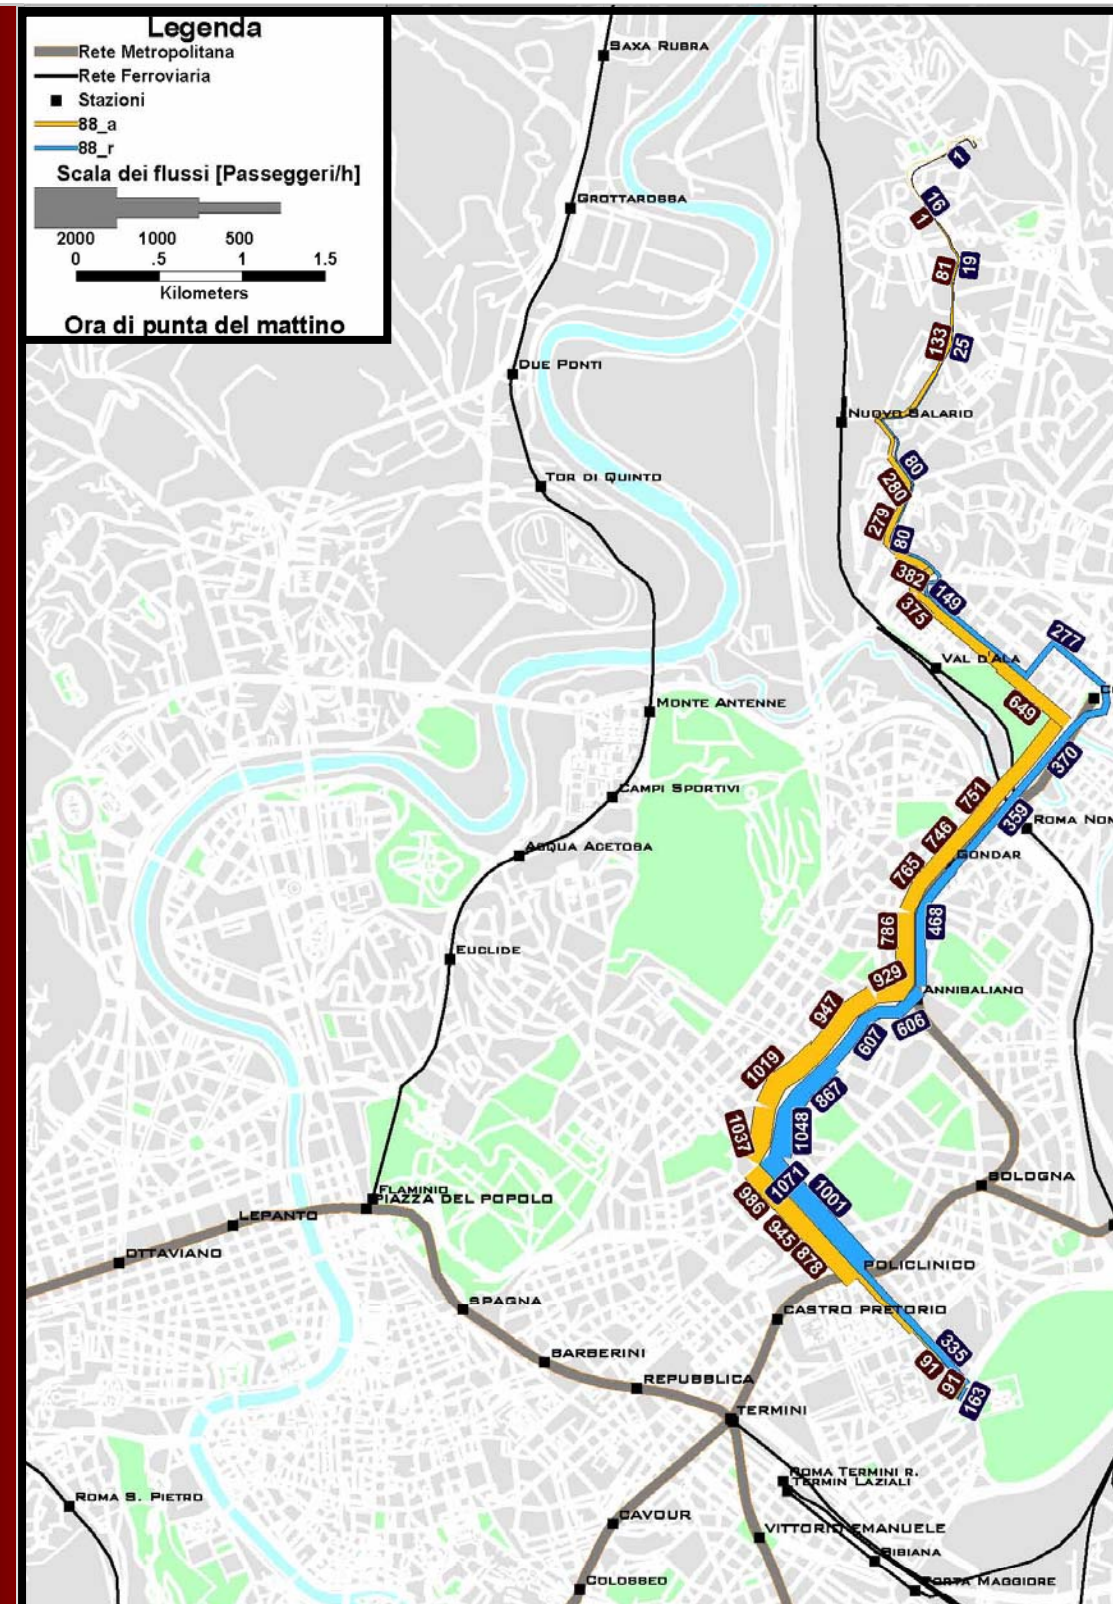 Legenda
Rete Metropolitana
Rete Ferroviaria
Stazioni
88_a
88_r
Scala dei flussi [Passeggeri/h]
2000 1000 500
0 .5 1 1.5
Kilometers
Ora di punta del mattino
SAXA RUBRA
1
GROTTAROSSA
16
1
81
19
133
25
DUE PONTI
NUOVO SALARIO
TOR DI QUINTO
80
280
279
80
382
375
149
277
VAL D'ALA
649
MONTE ANTENNE
370
CAMPI SPORTIVI
751
359
ROMA NOM
746
ACQUA ACETOSA
GONDAR
765
786
468
EUCLIDE
929
ANNIBALIANO
947
606
607
1019
867
1037
1048
1071
1001
BOLOGNA
FLAMINIO
PIAZZA DEL POPOLO
986
LEPANTO
945
878
OTTAVIANO
POLICLINICO
SPAGNA
CASTRO PRETORIO
335
BARBERINI
91
91
REPUBBLICA
163
TERMINI
ROMA TERMINI R.
TERMIN LAZIALI
ROMA S. PIETRO
CAVOUR
VITTORIO EMANUELE
BIBIANA
COLOSSEO
PORTA MAGGIORE